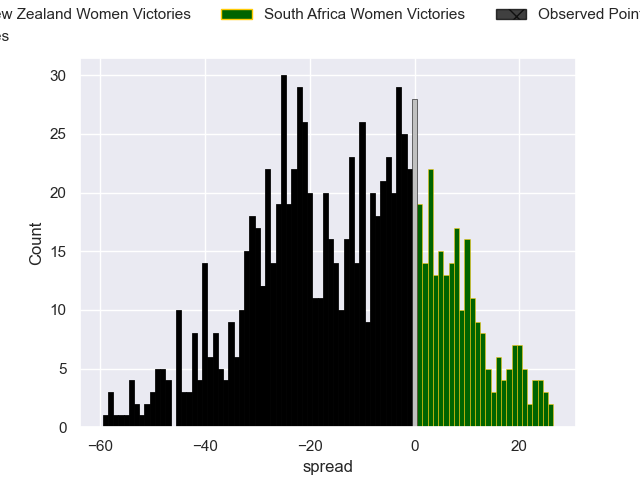 ew Zealand Women Victories South Africa Women Victories Observed Poin
es
30
25
20
15
10
5
0
Count
−60 −40 −20 0 20
spread